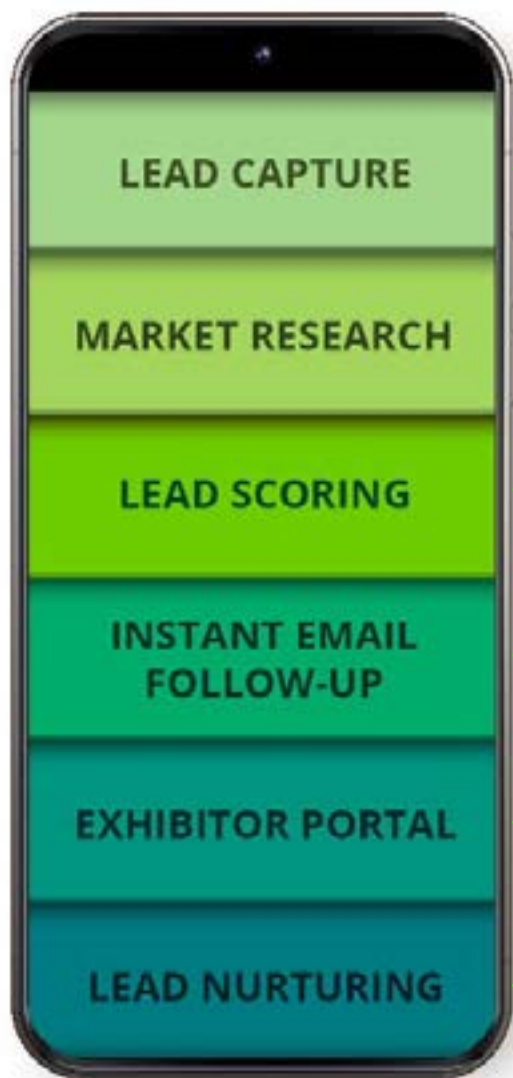 LEAD CAPTURE
MARKET RESEARCH
LEAD SCORING
INSTANT EMAIL
FOLLOW-UP
EXHIBITOR PORTAL
LEAD NURTURING